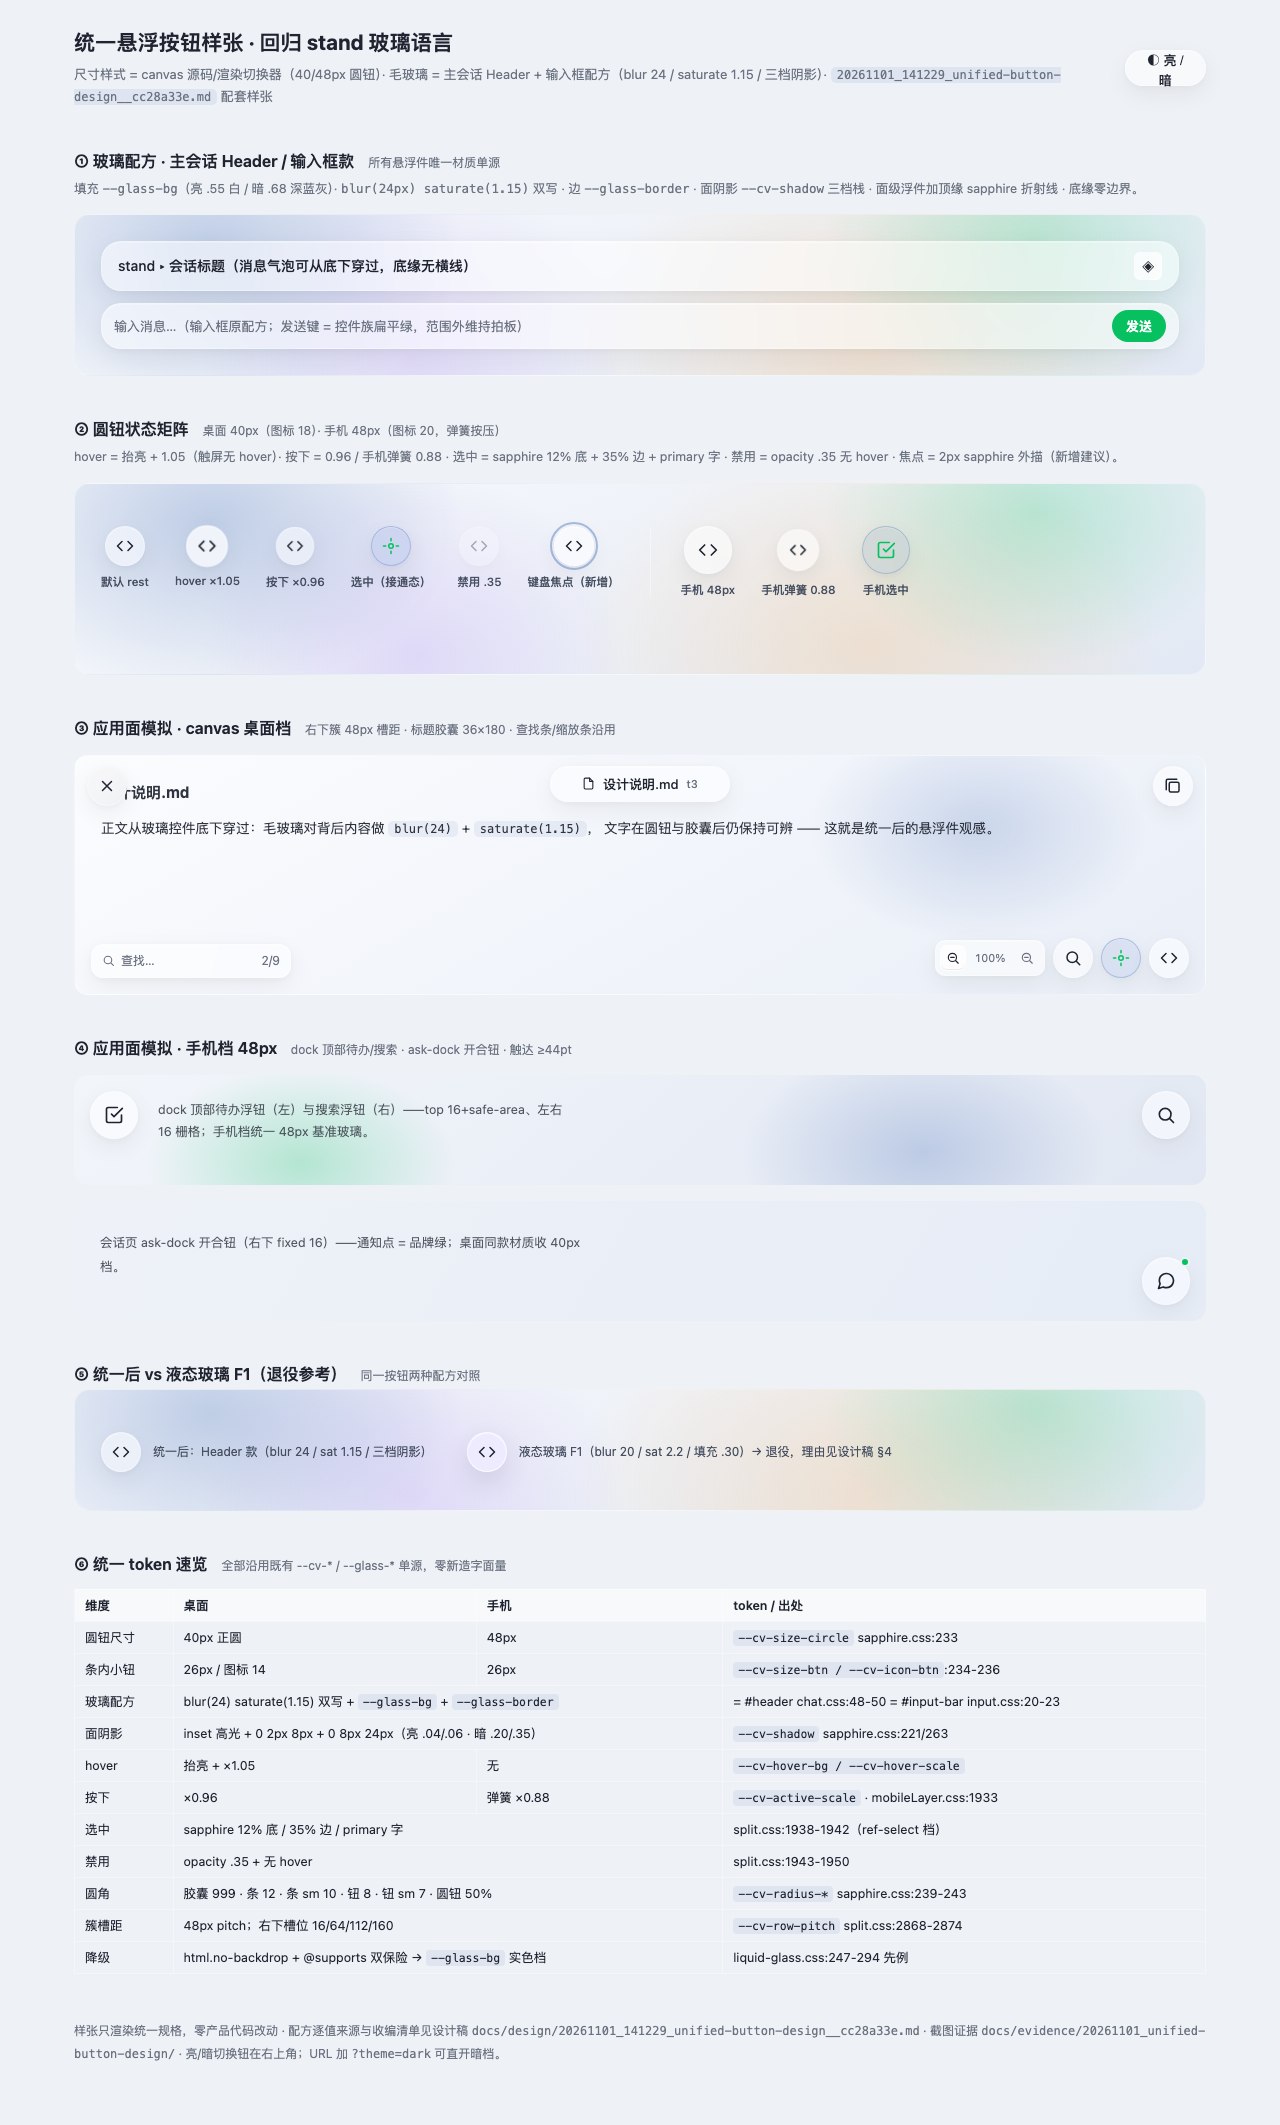 统一悬浮按钮样张 · 回归 stand 玻璃语言
尺寸样式 = canvas 源码/渲染切换器（40/48px 圆钮）· 毛玻璃 = 主会话 Header + 输入框配方（blur 24 / saturate 1.15 / 三档阴影）· 20261101_141229_unified-button-
design__cc28a33e.md 配套样张
◐ 亮 /
暗
① 玻璃配方 · 主会话 Header / 输入框款 所有悬浮件唯一材质单源
填充 --glass-bg（亮 .55 白 / 暗 .68 深蓝灰）· blur(24px) saturate(1.15) 双写 · 边 --glass-border · 面阴影 --cv-shadow 三档栈 · 面级浮件加顶缘 sapphire 折射线 · 底缘零边界。
stand ▸ 会话标题（消息气泡可从底下穿过，底缘无横线） ◈
输入消息…（输入框原配方；发送键 = 控件族扁平绿，范围外维持拍板） 发送
② 圆钮状态矩阵 桌面 40px（图标 18）· 手机 48px（图标 20，弹簧按压）
hover = 抬亮 + 1.05（触屏无 hover）· 按下 = 0.96 / 手机弹簧 0.88 · 选中 = sapphire 12% 底 + 35% 边 + primary 字 · 禁用 = opacity .35 无 hover · 焦点 = 2px sapphire 外描（新增建议）。
默认 rest hover ×1.05 按下 ×0.96 选中（接通态） 禁用 .35 键盘焦点（新增） 手机 48px 手机弹簧 0.88 手机选中
③ 应用面模拟 · canvas 桌面档 右下簇 48px 槽距 · 标题胶囊 36×180 · 查找条/缩放条沿用
设计说明.md t3
说明.md
正文从玻璃控件底下穿过：毛玻璃对背后内容做 blur(24) + saturate(1.15) ， 文字在圆钮与胶囊后仍保持可辨 —— 这就是统一后的悬浮件观感。
查找… 2/9 100%
④ 应用面模拟 · 手机档 48px dock 顶部待办/搜索 · ask-dock 开合钮 · 触达 ≥44pt
dock 顶部待办浮钮（左）与搜索浮钮（右）——top 16+safe-area、左右
16 栅格；手机档统一 48px 基准玻璃。
会话页 ask-dock 开合钮（右下 fixed 16）——通知点 = 品牌绿；桌面同款材质收 40px
档。
⑤ 统一后 vs 液态玻璃 F1（退役参考） 同一按钮两种配方对照
统一后：Header 款（blur 24 / sat 1.15 / 三档阴影） 液态玻璃 F1（blur 20 / sat 2.2 / 填充 .30）→ 退役，理由见设计稿 §4
⑥ 统一 token 速览 全部沿用既有 --cv-* / --glass-* 单源，零新造字面量
维度 桌面 手机 token / 出处
圆钮尺寸 40px 正圆 48px --cv-size-circle sapphire.css:233
条内小钮 26px / 图标 14 26px --cv-size-btn / --cv-icon-btn :234-236
玻璃配方 blur(24) saturate(1.15) 双写 + --glass-bg + --glass-border = #header chat.css:48-50 = #input-bar input.css:20-23
面阴影 inset 高光 + 0 2px 8px + 0 8px 24px（亮 .04/.06 · 暗 .20/.35） --cv-shadow sapphire.css:221/263
hover 抬亮 + ×1.05 无 --cv-hover-bg / --cv-hover-scale
按下 ×0.96 弹簧 ×0.88 --cv-active-scale · mobileLayer.css:1933
选中 sapphire 12% 底 / 35% 边 / primary 字 split.css:1938-1942（ref-select 档）
禁用 opacity .35 + 无 hover split.css:1943-1950
圆角 胶囊 999 · 条 12 · 条 sm 10 · 钮 8 · 钮 sm 7 · 圆钮 50% --cv-radius-* sapphire.css:239-243
簇槽距 48px pitch；右下槽位 16/64/112/160 --cv-row-pitch split.css:2868-2874
降级 html.no-backdrop + @supports 双保险 → --glass-bg 实色档 liquid-glass.css:247-294 先例
样张只渲染统一规格，零产品代码改动 · 配方逐值来源与收编清单见设计稿 docs/design/20261101_141229_unified-button-design__cc28a33e.md · 截图证据 docs/evidence/20261101_unified-
button-design/ · 亮/暗切换钮在右上角；URL 加 ?theme=dark 可直开暗档。